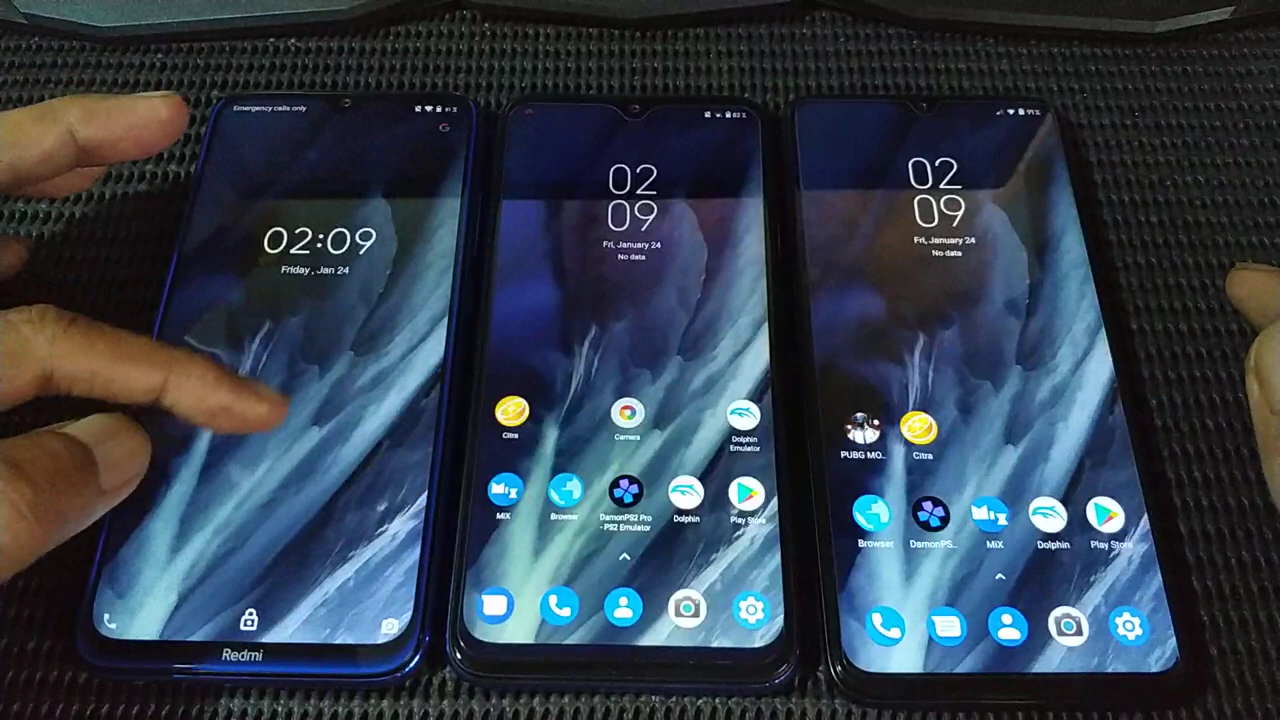 Emergency calls only
02:09
Friday , Jan 24
Redmi
82%
02
09
Fri, January 24
No data
Citra
Camera
Dolphin
Emulator
MiX
Browser
DamonPS2 Pro
- PS2 Emulator
Dolphin
Play Store
91%
02
09
Fri, January 24
No data
PUBG MO..
Citra
Browser
DamonPS..
MiX
Dolphin
Play Store